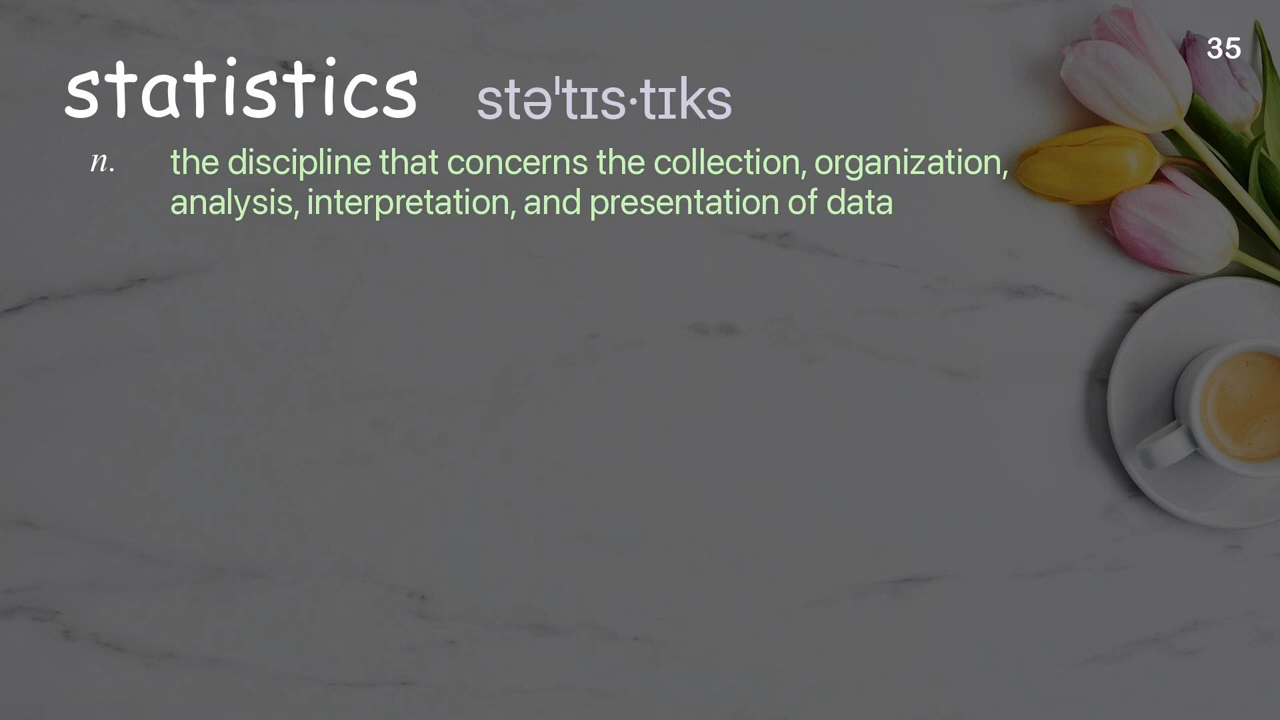 35
statistics stəˈtɪs·tɪks
n. the discipline that concerns the collection, organization,
analysis, interpretation, and presentation of data